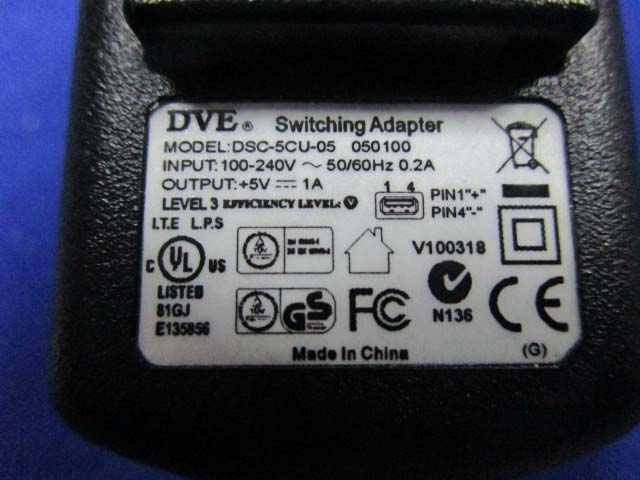 DVE® Switching Adapter
MODEL:DSC-5CU-05 050100
INPUT:100-240V ~ 50/60Hz 0.2A
OUTPUT:+5V ⎓ 1A
LEVEL 3 EFFICIENCY LEVEL: V
1 4
PIN1"+"
PIN4"-"
I.T.E L.P.S
C UL US
LISTED
81GJ
E135856
V100318
TUV
GS
FC
N136
CE
Made In China
(G)